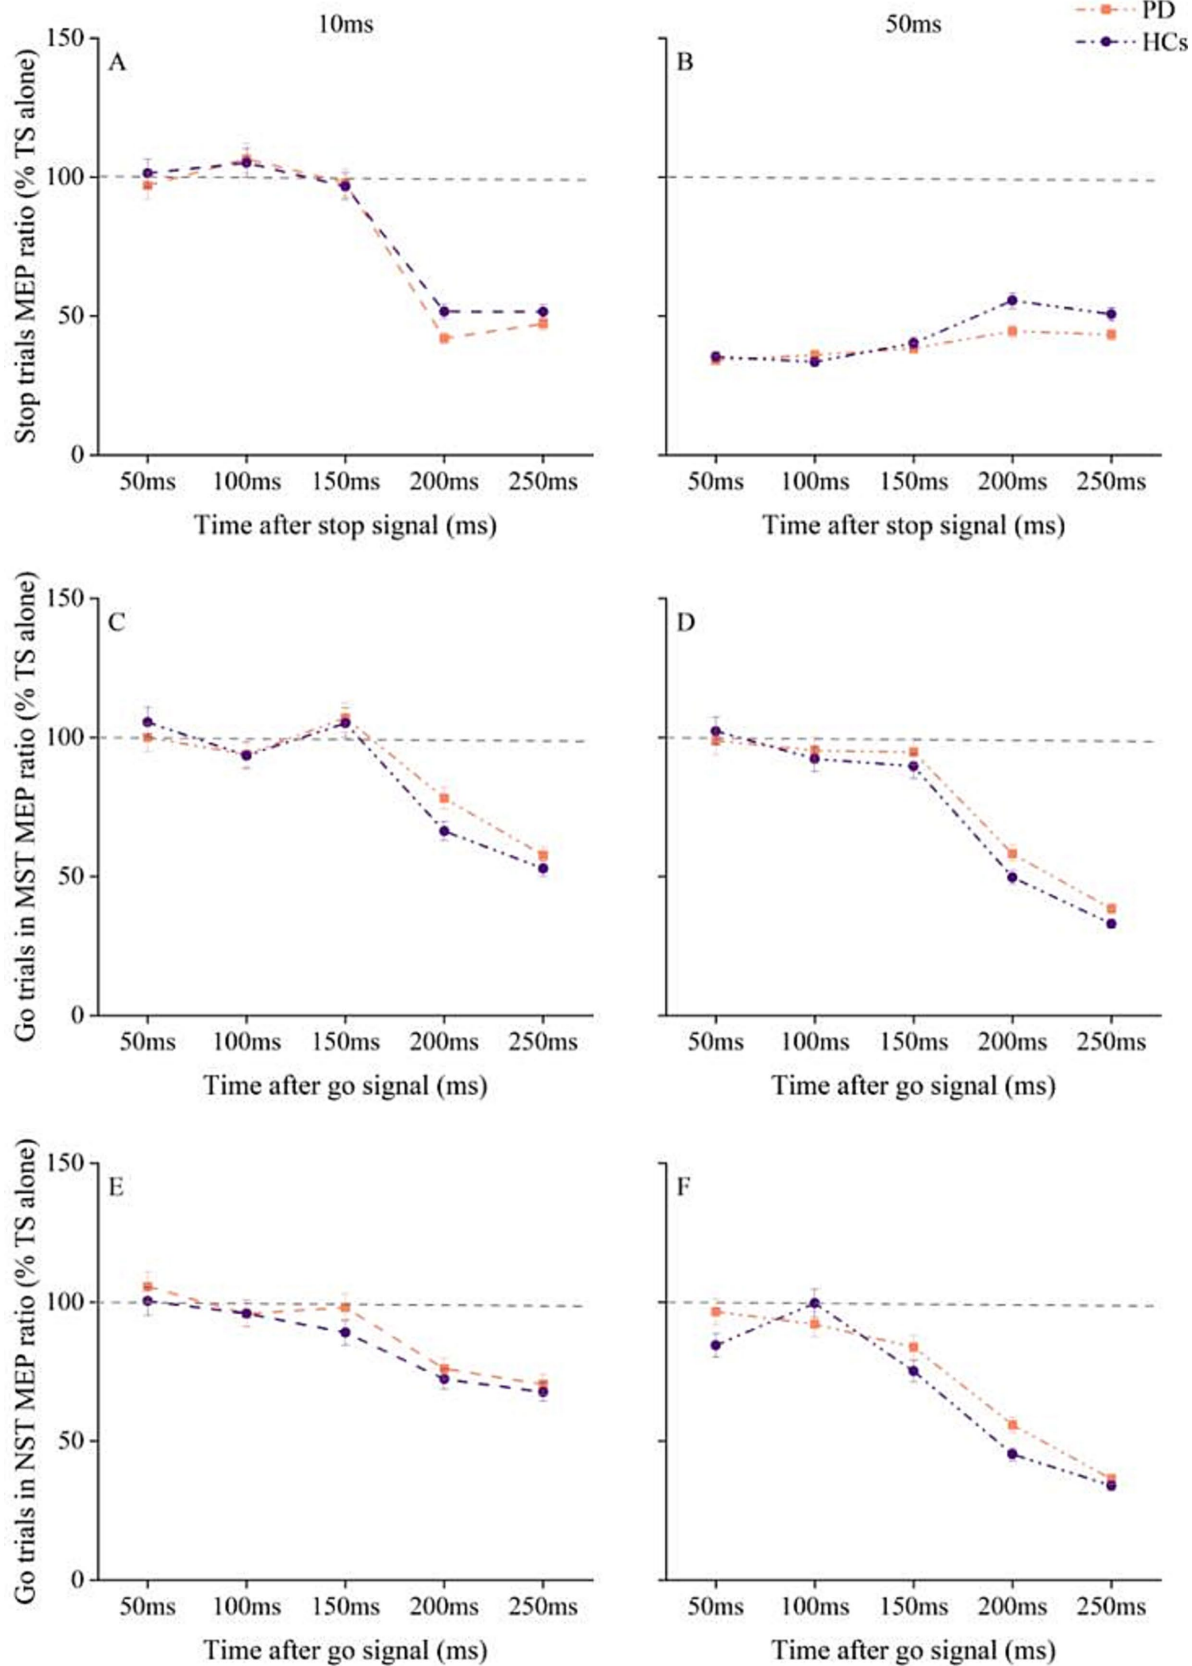 10ms
50ms
PD
HCs
A
Stop trials MEP ratio (% TS alone)
150
100
50
0
50ms 100ms 150ms 200ms 250ms
Time after stop signal (ms)
B
50ms 100ms 150ms 200ms 250ms
Time after stop signal (ms)
C
Go trials in MST MEP ratio (% TS alone)
150
100
50
0
50ms 100ms 150ms 200ms 250ms
Time after go signal (ms)
D
50ms 100ms 150ms 200ms 250ms
Time after go signal (ms)
E
Go trials in NST MEP ratio (% TS alone)
150
100
50
0
50ms 100ms 150ms 200ms 250ms
Time after go signal (ms)
F
50ms 100ms 150ms 200ms 250ms
Time after go signal (ms)